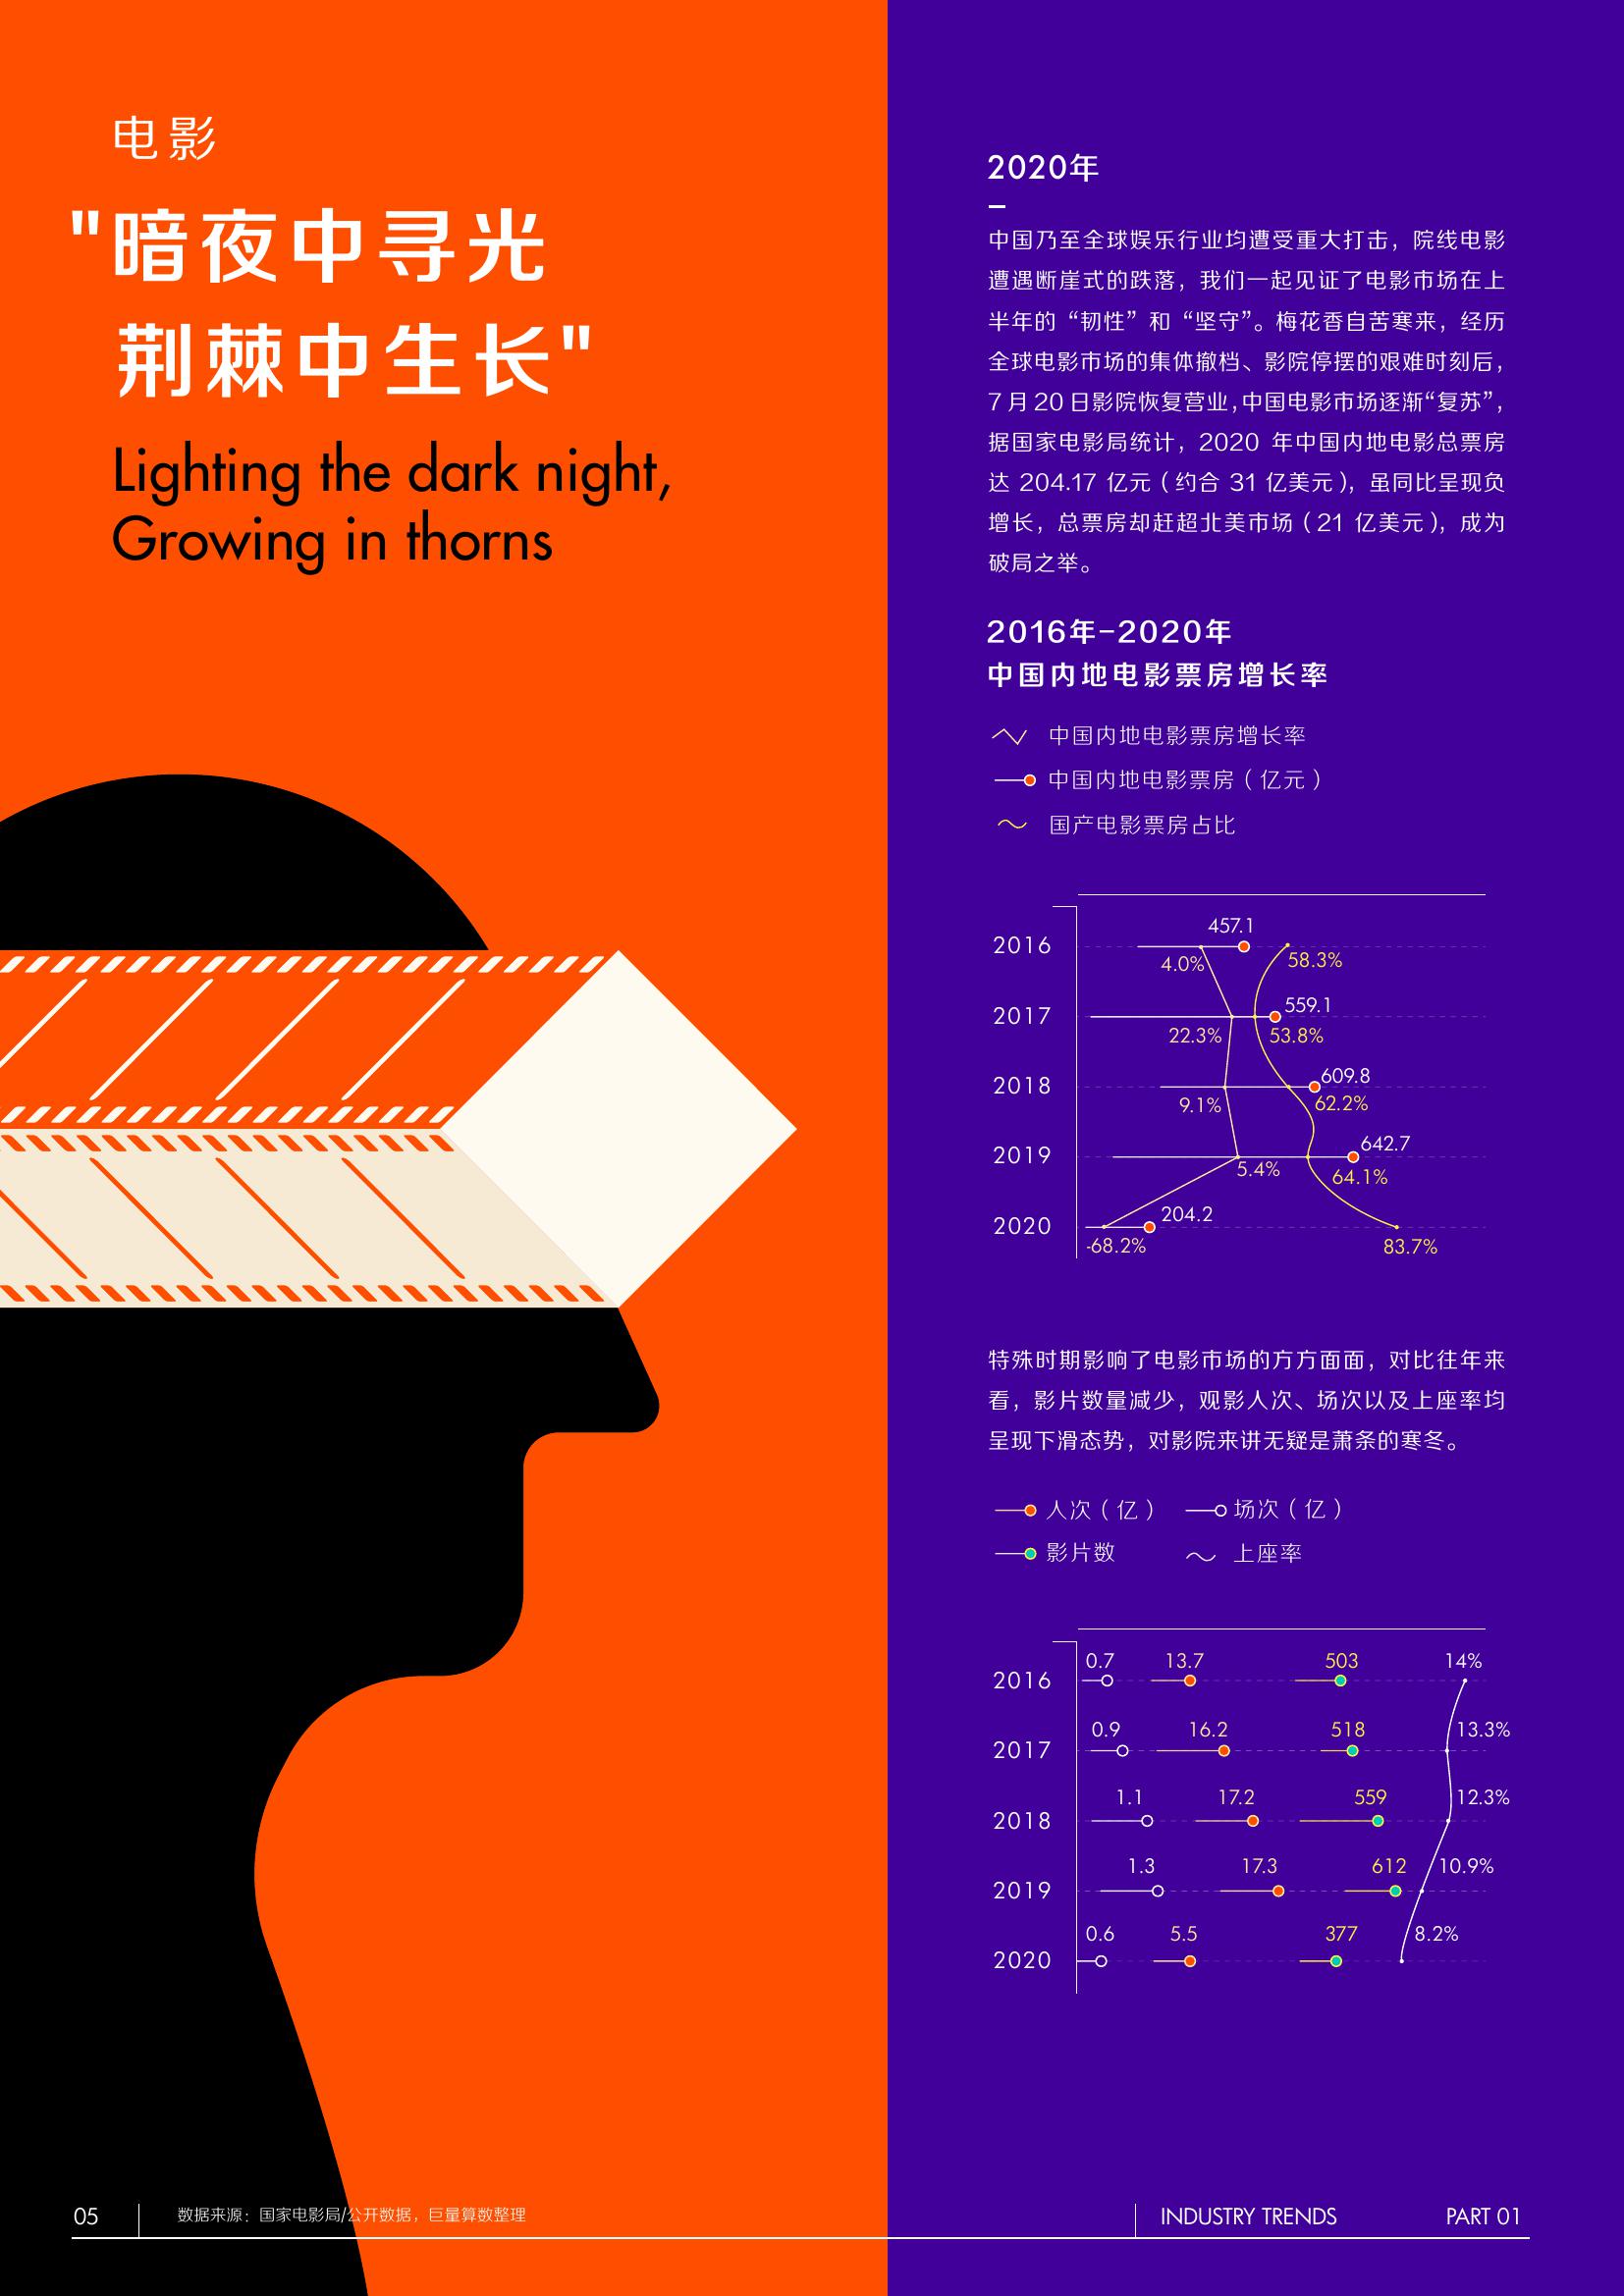 电影
"暗夜中寻光
荆棘中生长"
Lighting the dark night,
Growing in thorns
2020年
中国乃至全球娱乐行业均遭受重大打击，院线电影
遭遇断崖式的跌落，我们一起见证了电影市场在上
半年的“韧性”和“坚守”。梅花香自苦寒来，经历
全球电影市场的集体撤档、影院停摆的艰难时刻后，
7 月 20 日影院恢复营业，中国电影市场逐渐“复苏”，
据国家电影局统计，2020 年中国内地电影总票房
达 204.17 亿元（约合 31 亿美元），虽同比呈现负
增长，总票房却赶超北美市场（21 亿美元），成为
破局之举。
2016年-2020年
中国内地电影票房增长率
中国内地电影票房增长率
中国内地电影票房（亿元）
国产电影票房占比
2016
457.1
4.0%
58.3%
2017
559.1
22.3%
53.8%
2018
609.8
9.1%
62.2%
2019
642.7
5.4%
64.1%
2020
204.2
-68.2%
83.7%
特殊时期影响了电影市场的方方面面，对比往年来
看，影片数量减少，观影人次、场次以及上座率均
呈现下滑态势，对影院来讲无疑是萧条的寒冬。
人次（亿） 场次（亿）
影片数 上座率
2016 0.7 13.7 503 14%
2017 0.9 16.2 518 13.3%
2018 1.1 17.2 559 12.3%
2019 1.3 17.3 612 10.9%
2020 0.6 5.5 377 8.2%
05 数据来源：国家电影局/公开数据，巨量算数整理 INDUSTRY TRENDS PART 01